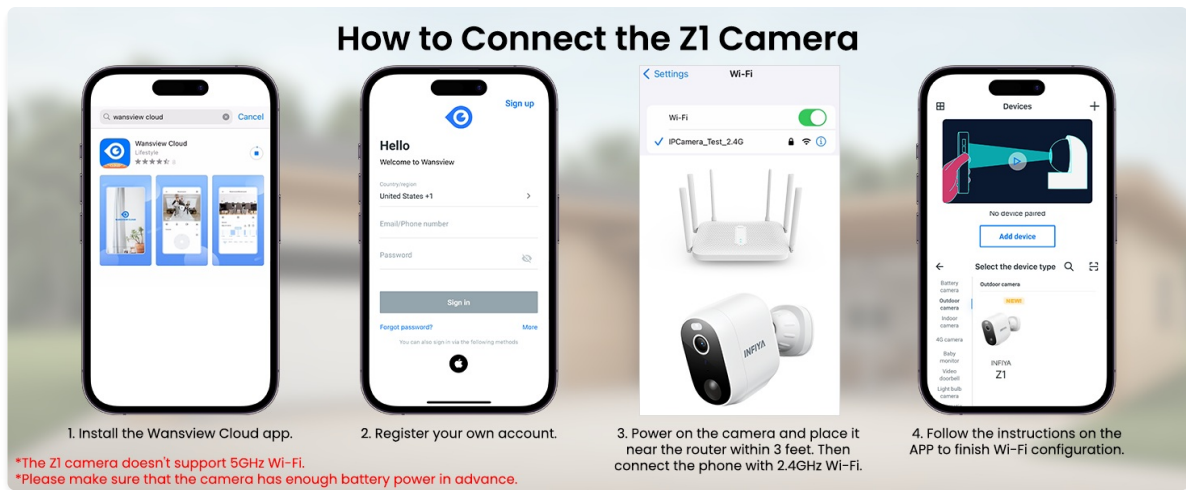 How to Connect the Z1 Camera
wansview cloud
Cancel
Wansview Cloud
Lifestyle
1. Install the Wansview Cloud app.
Sign up
Hello
Welcome to Wansview
Country/region
United States +1
Email/Phone number
Password
Sign in
Forgot password?
More
You can also sign in via the following methods
2. Register your own account.
Settings
Wi-Fi
Wi-Fi
IPCamera_Test_2.4G
INFIYA
3. Power on the camera and place it
near the router within 3 feet. Then
connect the phone with 2.4GHz Wi-Fi.
Devices
No device paired
Add device
Select the device type
Battery
camera
Outdoor
camera
Indoor
camera
4G camera
Baby
monitor
Video
doorbell
Light bulb
camera
Outdoor camera
NEW
INFIYA
INFIYA
Z1
4. Follow the instructions on the
APP to finish Wi-Fi configuration.
*The Z1 camera doesn't support 5GHz Wi-Fi.
*Please make sure that the camera has enough battery power in advance.